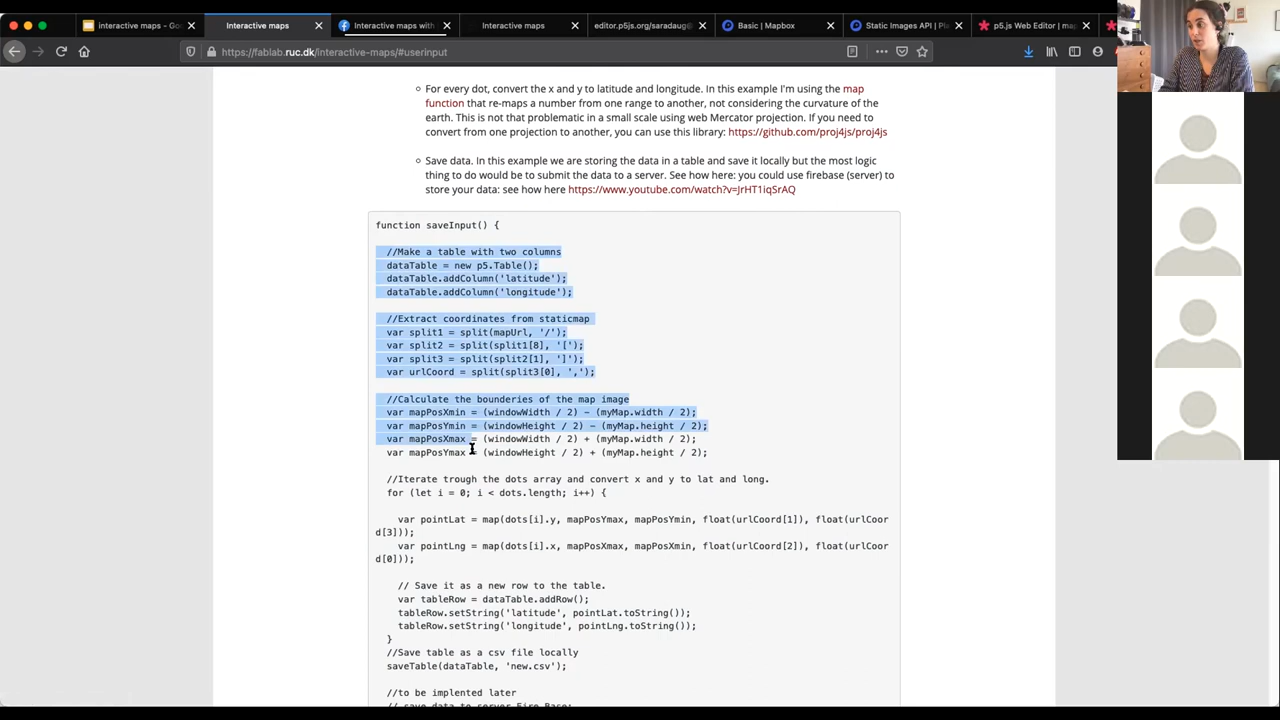 interactive maps - Goo
Interactive maps
Interactive maps with
Interactive maps
editor.p5js.org/saradaug
Basic | Mapbox
Static Images API | Pl
p5.js Web Editor | map
https://fablab.ruc.dk/interactive-maps/#userinput
For every dot, convert the x and y to latitude and longitude. In this example I'm using the map
function that re-maps a number from one range to another, not considering the curvature of the
earth. This is not that problematic in a small scale using web Mercator projection. If you need to
convert from one projection to another, you can use this library: https://github.com/proj4js/proj4js
Save data. In this example we are storing the data in a table and save it locally but the most logic
thing to do would be to submit the data to a server. See how here: you could use firebase (server) to
store your data: see how here https://www.youtube.com/watch?v=JrHT1iqSrAQ
function saveInput() {
//Make a table with two columns
dataTable = new p5.Table();
dataTable.addColumn('latitude');
dataTable.addColumn('longitude');
//Extract coordinates from staticmap
var split1 = split(mapUrl, '/');
var split2 = split(split1[8], '[');
var split3 = split(split2[1], ']');
var urlCoord = split(split3[0], ',');
//Calculate the bounderies of the map image
var mapPosXmin = (windowWidth / 2) - (myMap.width / 2);
var mapPosYmin = (windowHeight / 2) - (myMap.height / 2);
var mapPosXmax = (windowWidth / 2) + (myMap.width / 2);
var mapPosYmax = (windowHeight / 2) + (myMap.height / 2);
//Iterate trough the dots array and convert x and y to lat and long.
for (let i = 0; i < dots.length; i++) {
var pointLat = map(dots[i].y, mapPosYmax, mapPosYmin, float(urlCoord[1]), float(urlCoor
d[3]));
var pointLng = map(dots[i].x, mapPosXmax, mapPosXmin, float(urlCoord[2]), float(urlCoor
d[0]));
// Save it as a new row to the table.
var tableRow = dataTable.addRow();
tableRow.setString('latitude', pointLat.toString());
tableRow.setString('longitude', pointLng.toString());
}
//Save table as a csv file locally
saveTable(dataTable, 'new.csv');
//to be implented later
// save data to server Fire Base: